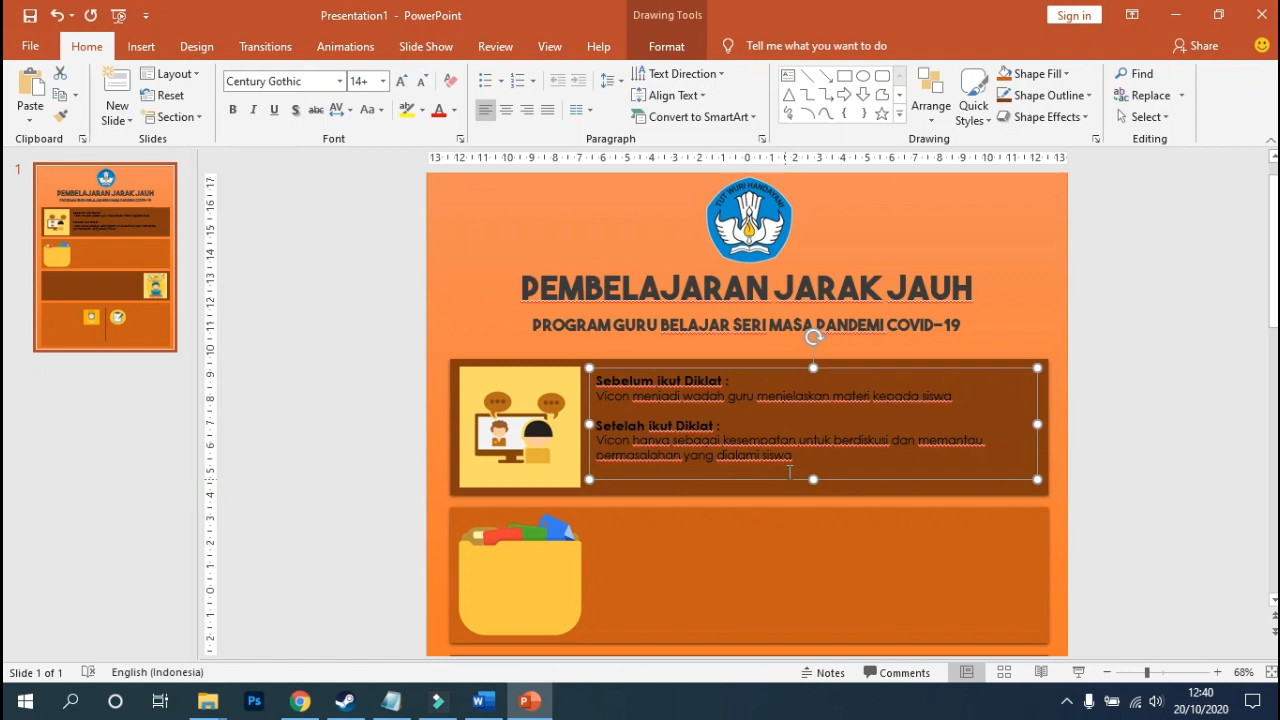 Presentation1 - PowerPoint
Drawing Tools
Sign in
File Home Insert Design Transitions Animations Slide Show Review View Help Format Tell me what you want to do Share
Paste
Clipboard
New Slide
Layout
Reset
Section
Slides
Century Gothic 14+
Font
Text Direction
Align Text
Convert to SmartArt
Paragraph
Arrange
Quick Styles
Shape Fill
Shape Outline
Shape Effects
Drawing
Find
Replace
Select
Editing
1
TUT WURI HANDAYANI
PEMBELAJARAN JARAK JAUH
PROGRAM GURU BELAJAR SERI MASA PANDEMI COVID-19
Sebelum ikut Diklat :
Vicon menjadi wadah guru menjelaskan materi kepada siswa
Setelah ikut Diklat :
Vicon hanya sebagai kesempatan untuk berdiskusi dan memantau
permasalahan yang dialami siswa
Slide 1 of 1 English (Indonesia) Notes Comments 68%
12:40
20/10/2020